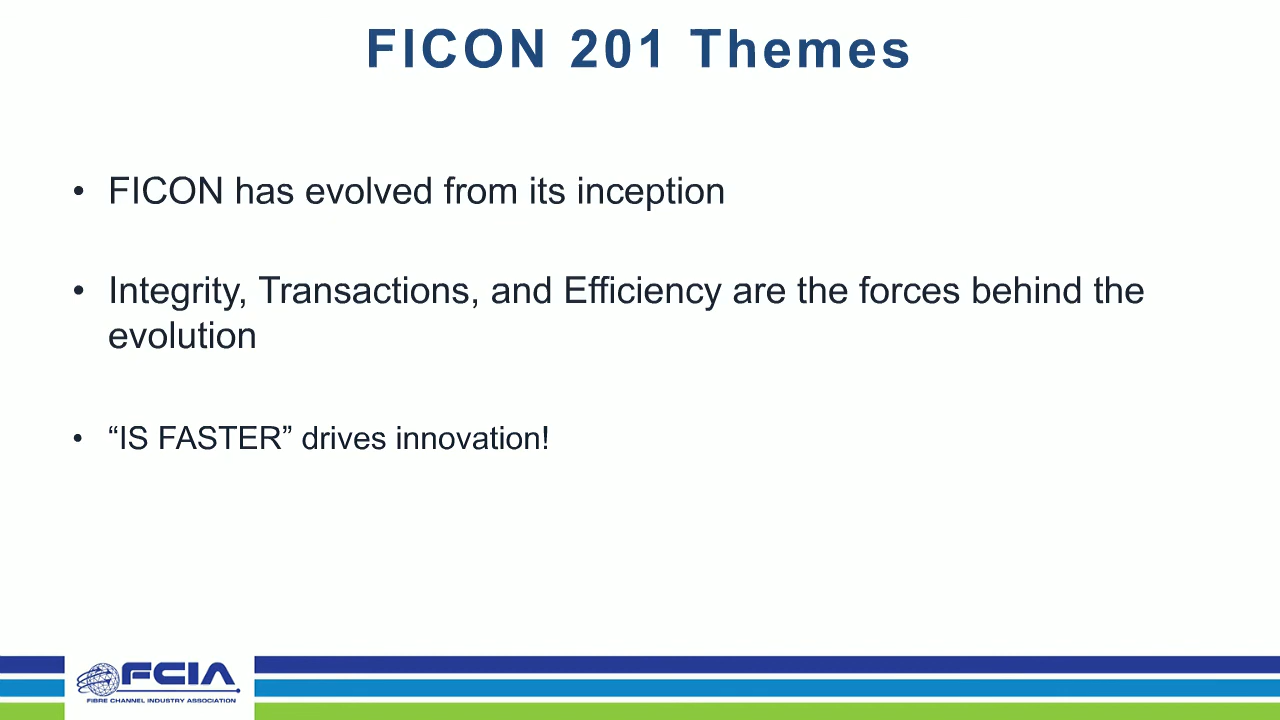 FICON 201 Themes
• FICON has evolved from its inception
• Integrity, Transactions, and Efficiency are the forces behind the
evolution
• “IS FASTER” drives innovation!
FCIA
FIBRE CHANNEL INDUSTRY ASSOCIATION